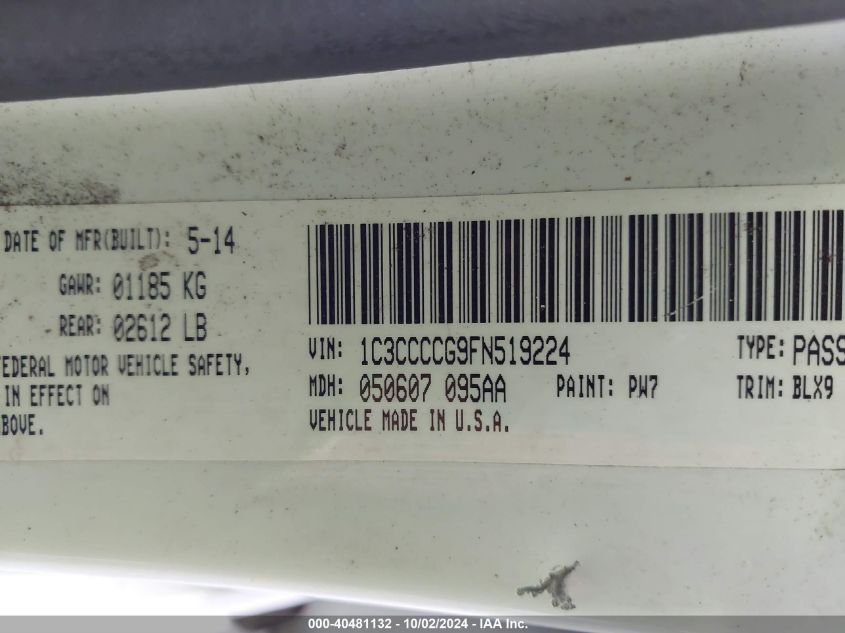 DATE OF MFR(BUILT): 5-14
GAWR: 01185 KG
REAR: 02612 LB
FEDERAL MOTOR VEHICLE SAFETY,
IN EFFECT ON
BOVE.
VIN: 1C3CCCCG9FN519224 TYPE: PASS
MDH: 050607 095AA PAINT: PW7 TRIM: BLX9
VEHICLE MADE IN U.S.A.
000-40481132 - 10/02/2024 - IAA Inc.